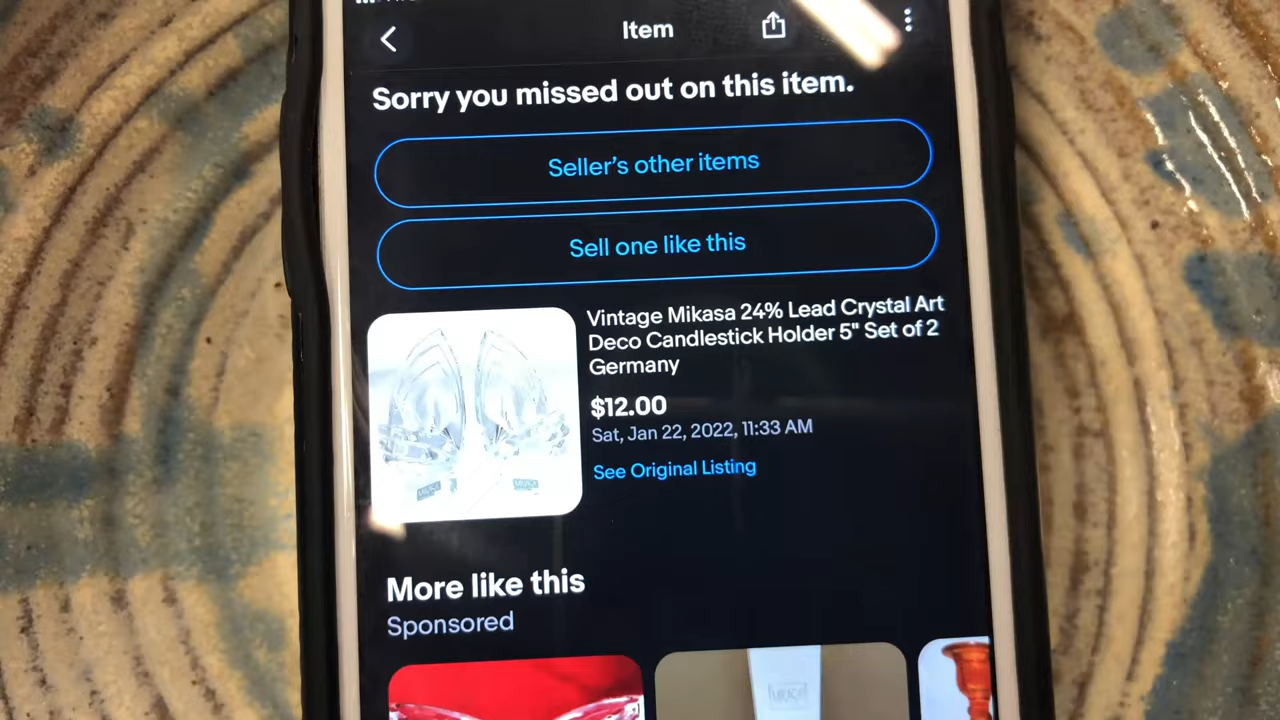 Item
Sorry you missed out on this item.
Seller's other items
Sell one like this
Vintage Mikasa 24% Lead Crystal Art
Deco Candlestick Holder 5" Set of 2
Germany
$12.00
Sat, Jan 22, 2022, 11:33 AM
See Original Listing
More like this
Sponsored